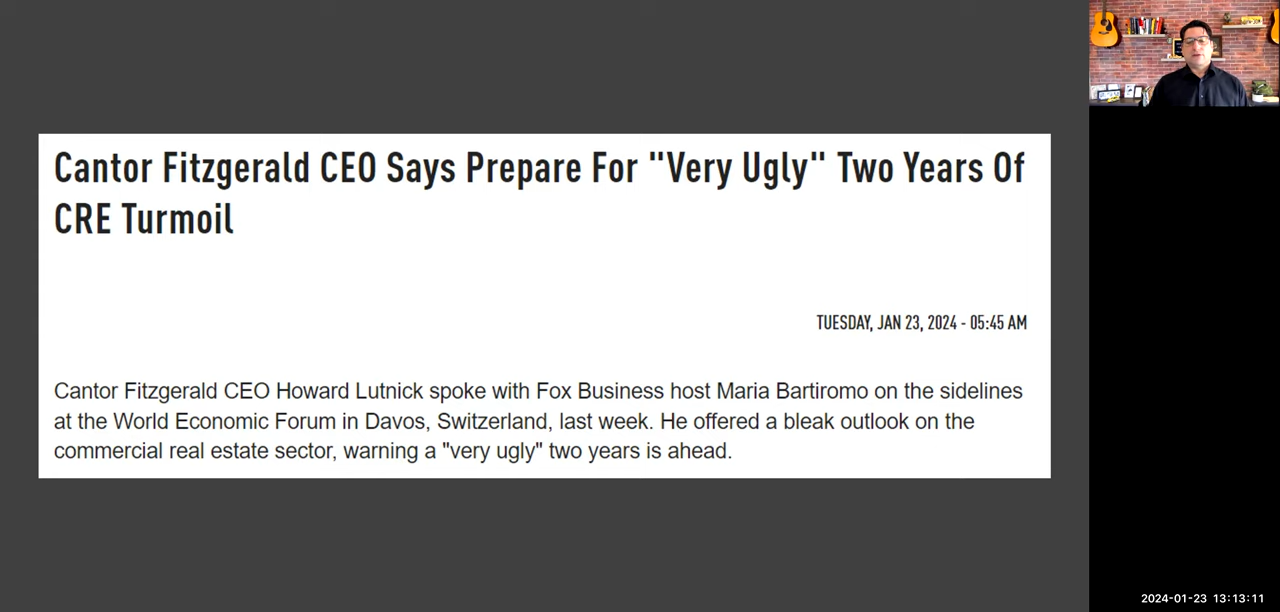 Cantor Fitzgerald CEO Says Prepare For "Very Ugly" Two Years Of
CRE Turmoil
TUESDAY, JAN 23, 2024 - 05:45 AM
Cantor Fitzgerald CEO Howard Lutnick spoke with Fox Business host Maria Bartiromo on the sidelines
at the World Economic Forum in Davos, Switzerland, last week. He offered a bleak outlook on the
commercial real estate sector, warning a "very ugly" two years is ahead.
2024-01-23 13:13:11